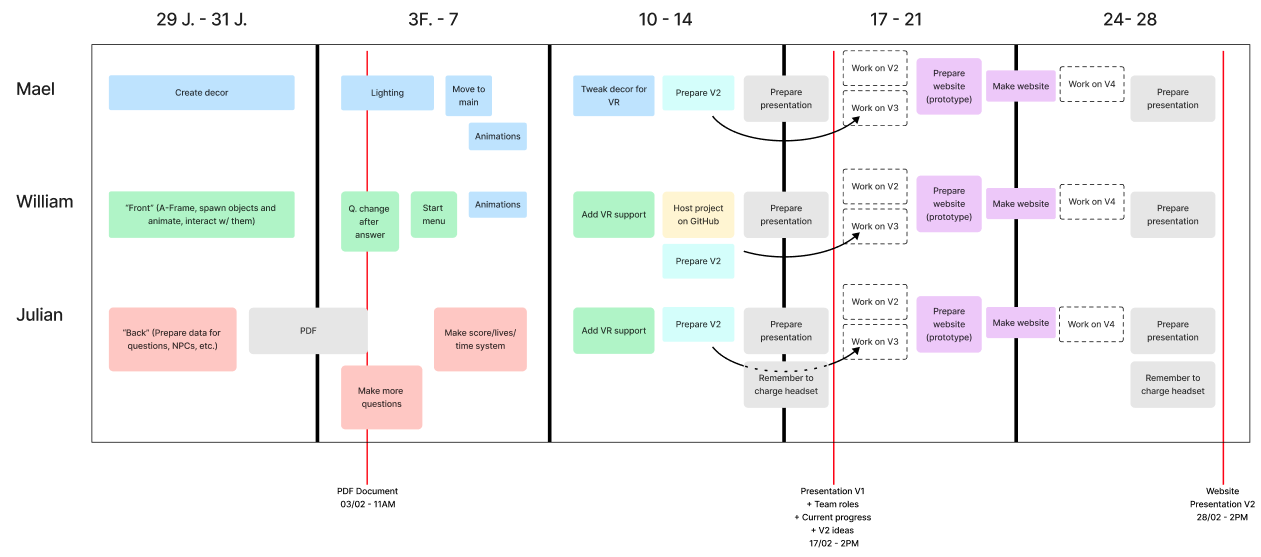 29 J. - 31 J.
3F. - 7
10 - 14
17 - 21
24- 28
Mael
Create decor
Lighting
Move to
main
Animations
Tweak decor for
VR
Prepare V2
Prepare
presentation
Work on V2
Work on V3
Prepare
website
(prototype)
Make website
Work on V4
Prepare
presentation
William
"Front" (A-Frame, spawn objects and
animate, interact w/ them)
Q. change
after
answer
Start
menu
Animations
Add VR support
Host project
on GitHub
Prepare V2
Prepare
presentation
Work on V2
Work on V3
Prepare
website
(prototype)
Make website
Work on V4
Prepare
presentation
Julian
"Back" (Prepare data for
questions, NPCs, etc.)
PDF
Make more
questions
Make score/lives/
time system
Add VR support
Prepare V2
Prepare
presentation
Remember to
charge headset
Work on V2
Work on V3
Prepare
website
(prototype)
Make website
Work on V4
Prepare
presentation
Remember to
charge headset
PDF Document
03/02 - 11AM
Presentation V1
+ Team roles
+ Current progress
+ V2 ideas
17/02 - 2PM
Website
Presentation V2
28/02 - 2PM